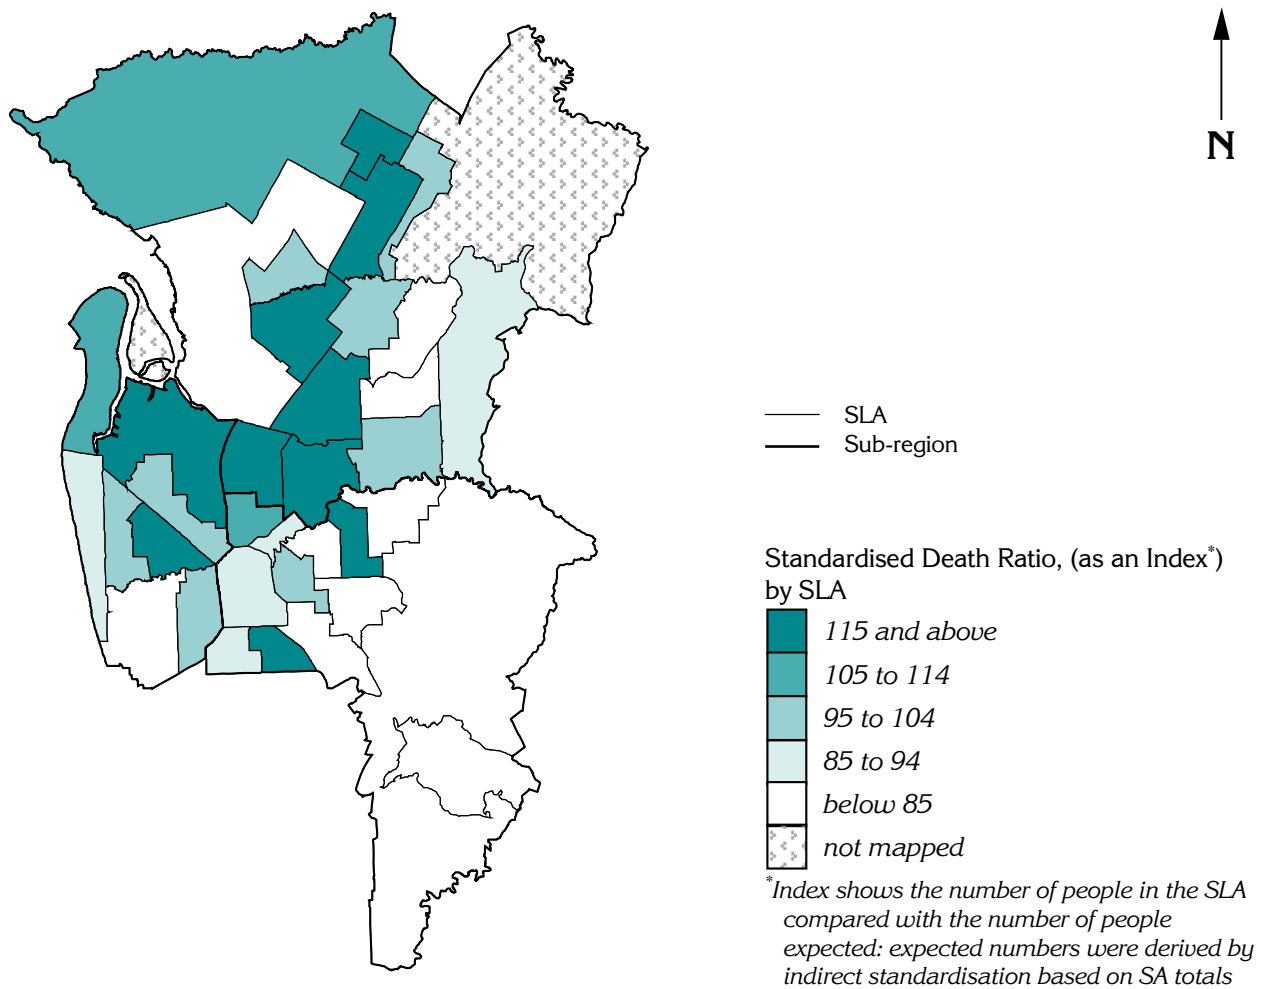 N
SLA
Sub-region
Standardised Death Ratio, (as an Index*)
by SLA
115 and above
105 to 114
95 to 104
85 to 94
below 85
not mapped
*Index shows the number of people in the SLA
compared with the number of people
expected: expected numbers were derived by
indirect standardisation based on SA totals